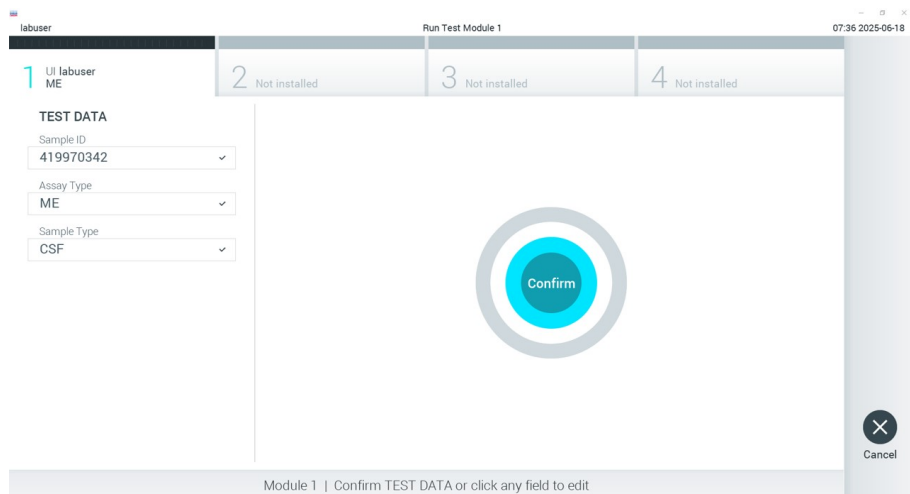 labuser
Run Test Module 1
07:36 2025-06-18
1 UI labuser
ME
2 Not installed
3 Not installed
4 Not installed
TEST DATA
Sample ID
419970342
Assay Type
ME
Sample Type
CSF
Confirm
Cancel
Module 1 | Confirm TEST DATA or click any field to edit